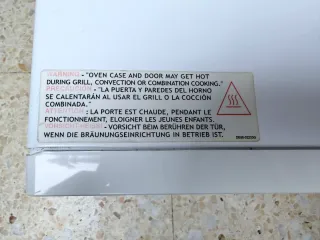 WARNING - "OVEN CASE AND DOOR MAY GET HOT
DURING GRILL, CONVECTION OR COMBINATION COOKING."
PRECAUCION - "LA PUERTA Y PAREDES DEL HORNO
SE CALENTARÁN AL USAR EL GRILL O LA COCCIÓN
COMBINADA."
ATTENTION : LA PORTE EST CHAUDE, PENDANT LE
FONCTIONNEMENT, ELOIGNER LES JEUNES ENFANTS.
VORSICHT HEISS - VORSICHT BEIM BERÜHREN DER TÜR,
WENN DIE BRÄUNUNGSEINRICHTUNG IN BETRIEB IST.